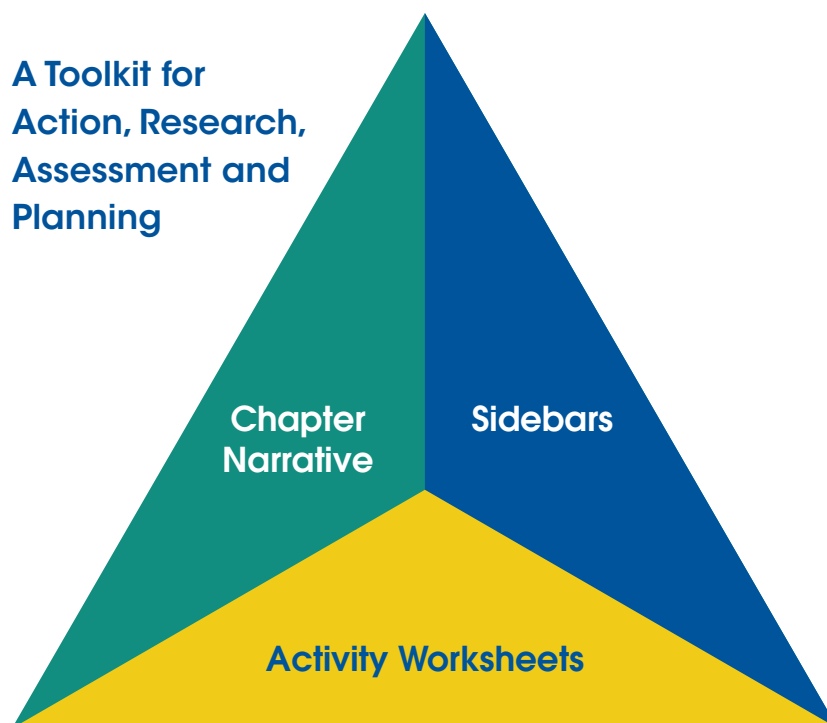 A Toolkit for
Action, Research,
Assessment and
Planning
Chapter
Narrative
Sidebars
Activity Worksheets